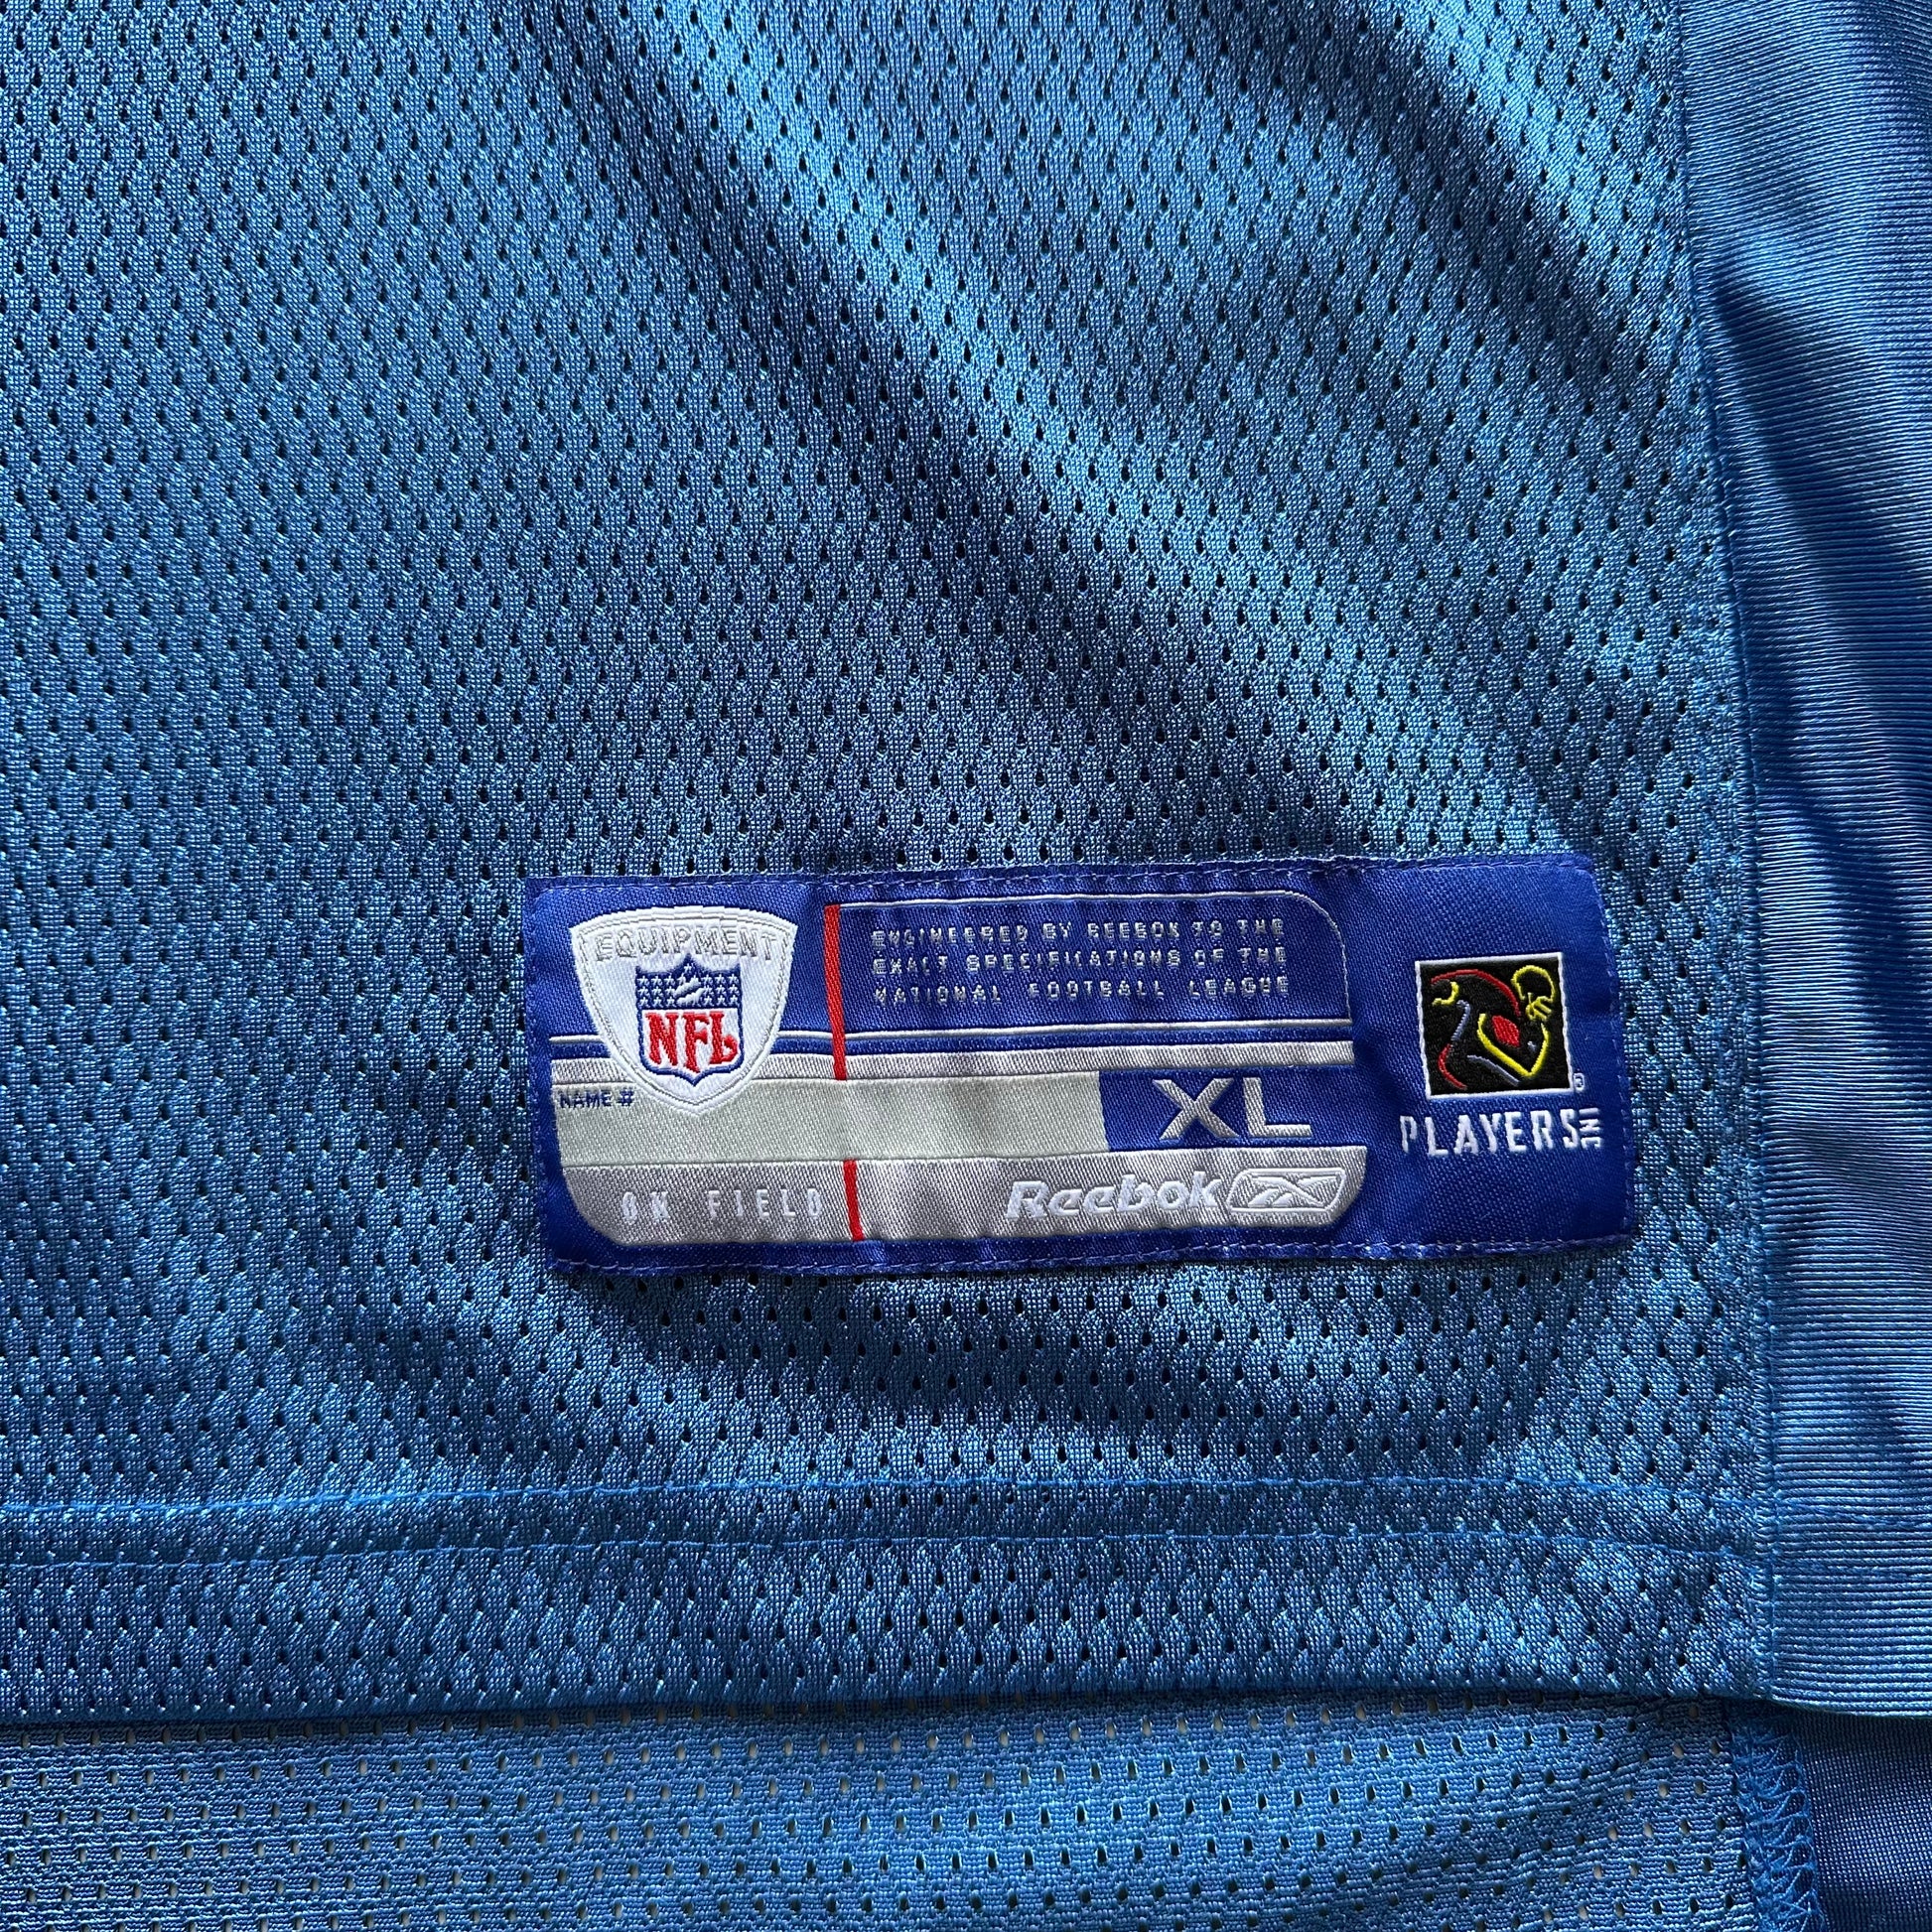 EQUIPMENT
NFL
ENGINEERED BY REEBOK TO THE
EXACT SPECIFICATIONS OF THE
NATIONAL FOOTBALL LEAGUE
NAME #
XL
ON FIELD
Reebok
®
PLAYERS INC